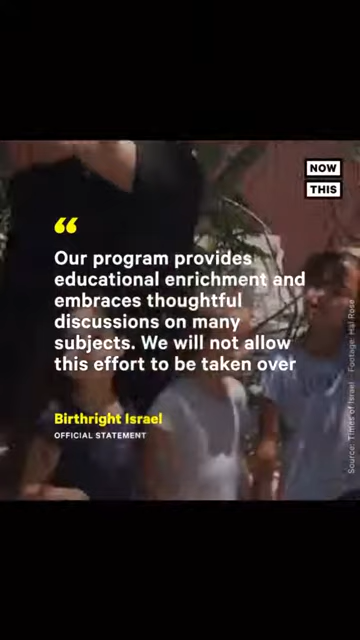 NOW
THIS
“
Our program provides
educational enrichment and
embraces thoughtful
discussions on many
subjects. We will not allow
this effort to be taken over
Birthright Israel
OFFICIAL STATEMENT
Source: Times of Israel Footage: Hal Rose